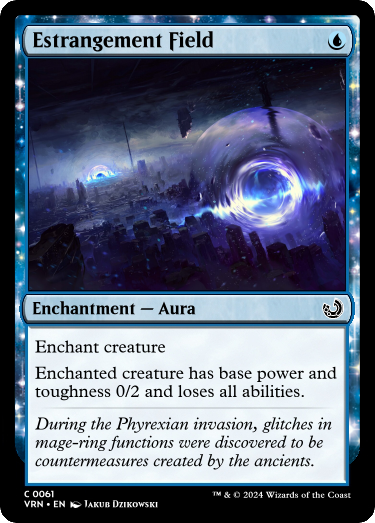 Estrangement Field
Enchantment — Aura
Enchant creature
Enchanted creature has base power and
toughness 0/2 and loses all abilities.
During the Phyrexian invasion, glitches in
mage-ring functions were discovered to be
countermeasures created by the ancients.
C 0061
VRN • EN Jakub Dzikowski
™ & © 2024 Wizards of the Coast